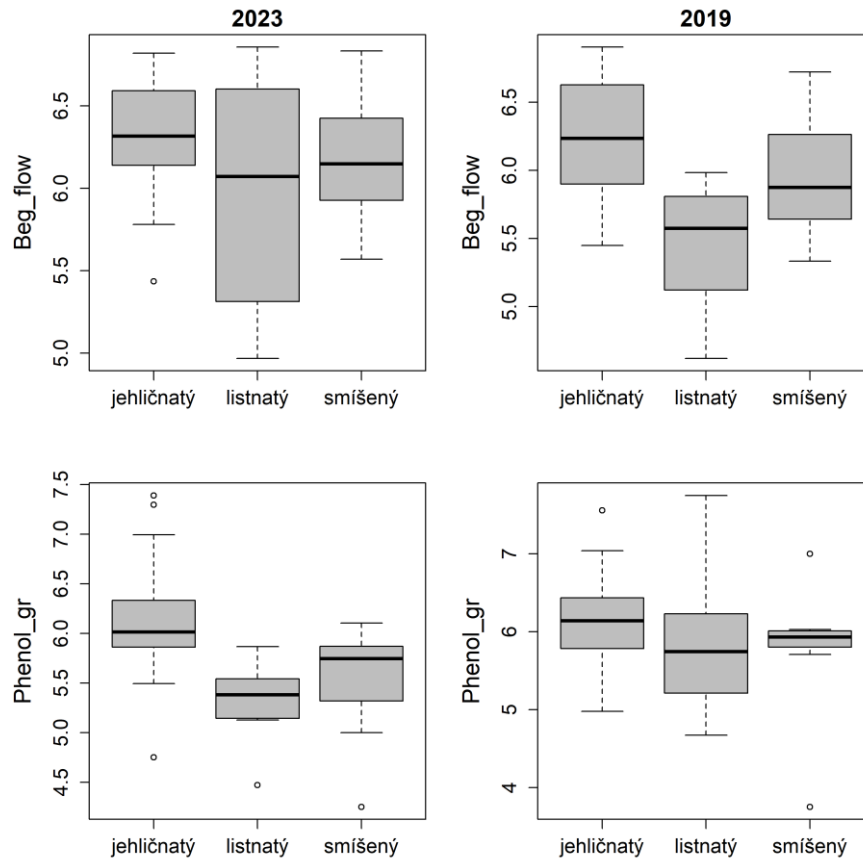 2023
2019
Beg_flow
6.5
6.0
5.5
5.0
jehličnatý listnatý smíšený
Beg_flow
6.5
6.0
5.5
5.0
jehličnatý listnatý smíšený
Phenol_gr
7.5
7.0
6.5
6.0
5.5
5.0
4.5
jehličnatý listnatý smíšený
Phenol_gr
7
6
5
4
jehličnatý listnatý smíšený